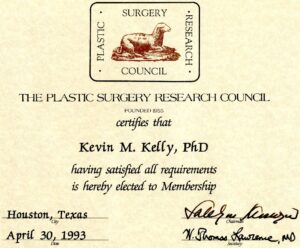 PLASTIC · SURGERY · RESEARCH
COUNCIL
THE PLASTIC SURGERY RESEARCH COUNCIL
FOUNDED 1955
certifies that
Kevin M. Kelly, PhD
having satisfied all requirements
is hereby elected to Membership
Houston, Texas
City
Chairman
April 30, 1993
Date
W. Thomas Lawrence, MD
Secretary